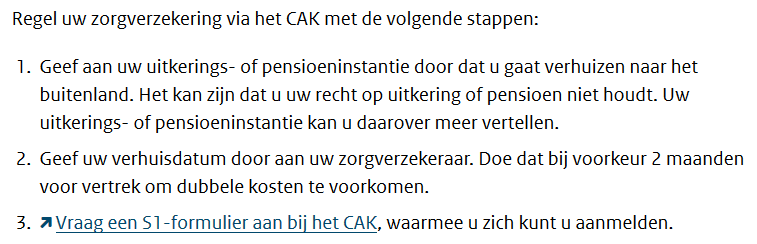 Regel uw zorgverzekering via het CAK met de volgende stappen:
1. Geef aan uw uitkerings- of pensioeninstantie door dat u gaat verhuizen naar het
buitenland. Het kan zijn dat u uw recht op uitkering of pensioen niet houdt. Uw
uitkerings- of pensioeninstantie kan u daarover meer vertellen.
2. Geef uw verhuisdatum door aan uw zorgverzekeraar. Doe dat bij voorkeur 2 maanden
voor vertrek om dubbele kosten te voorkomen.
3. Vraag een S1-formulier aan bij het CAK, waarmee u zich kunt u aanmelden.